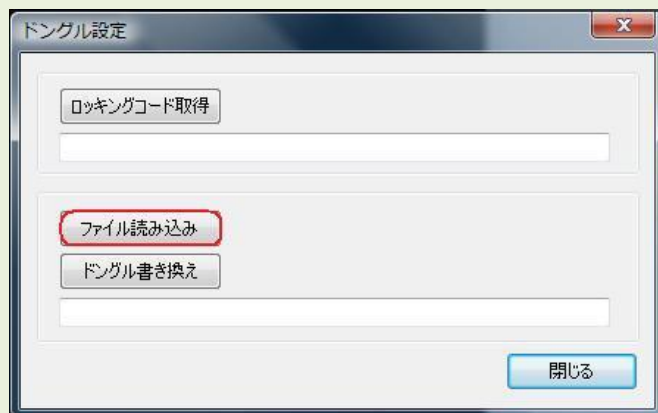 ドングル設定
ロッキングコード取得
ファイル読み込み
ドングル書き換え
閉じる